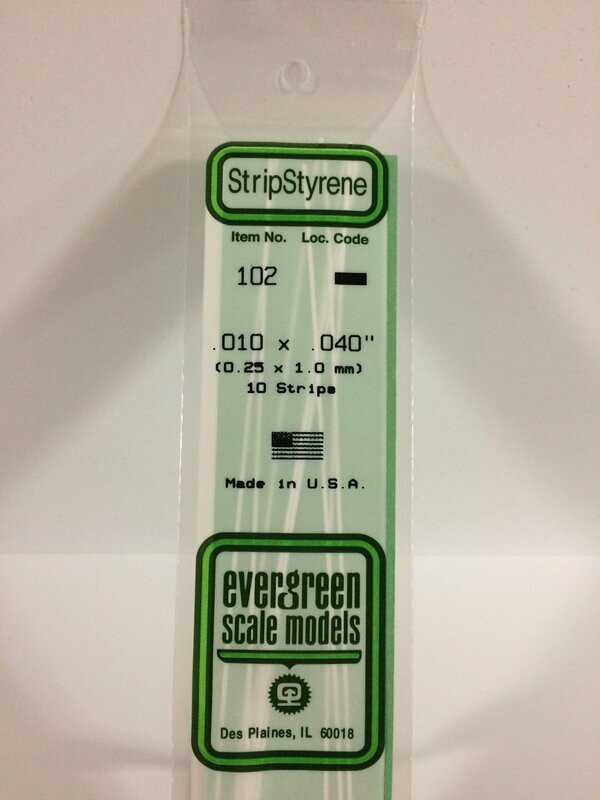 StripStyrene
Item No. Loc. Code
102
.010 x .040"
(0.25 x 1.0 mm)
10 Strips
Made in U.S.A.
evergreen
scale models
Des Plaines, IL 60018